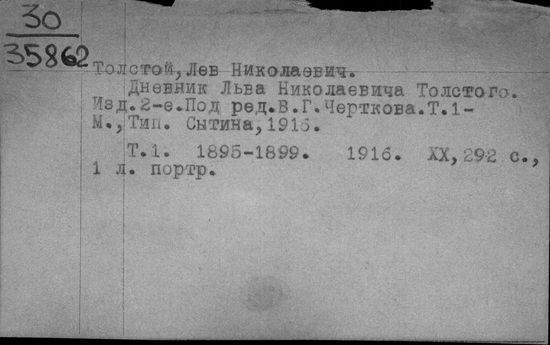 30
35862
Толстой, Лев Николаевич.
Дневник Льва Николаевича Толстого.
Изд.2-е.Под ред.В.Г.Черткова.Т.1-
М.,Тип. Сытина,1916.
Т.1. 1895-1899. 1916. XX,292 с.,
1 л. портр.